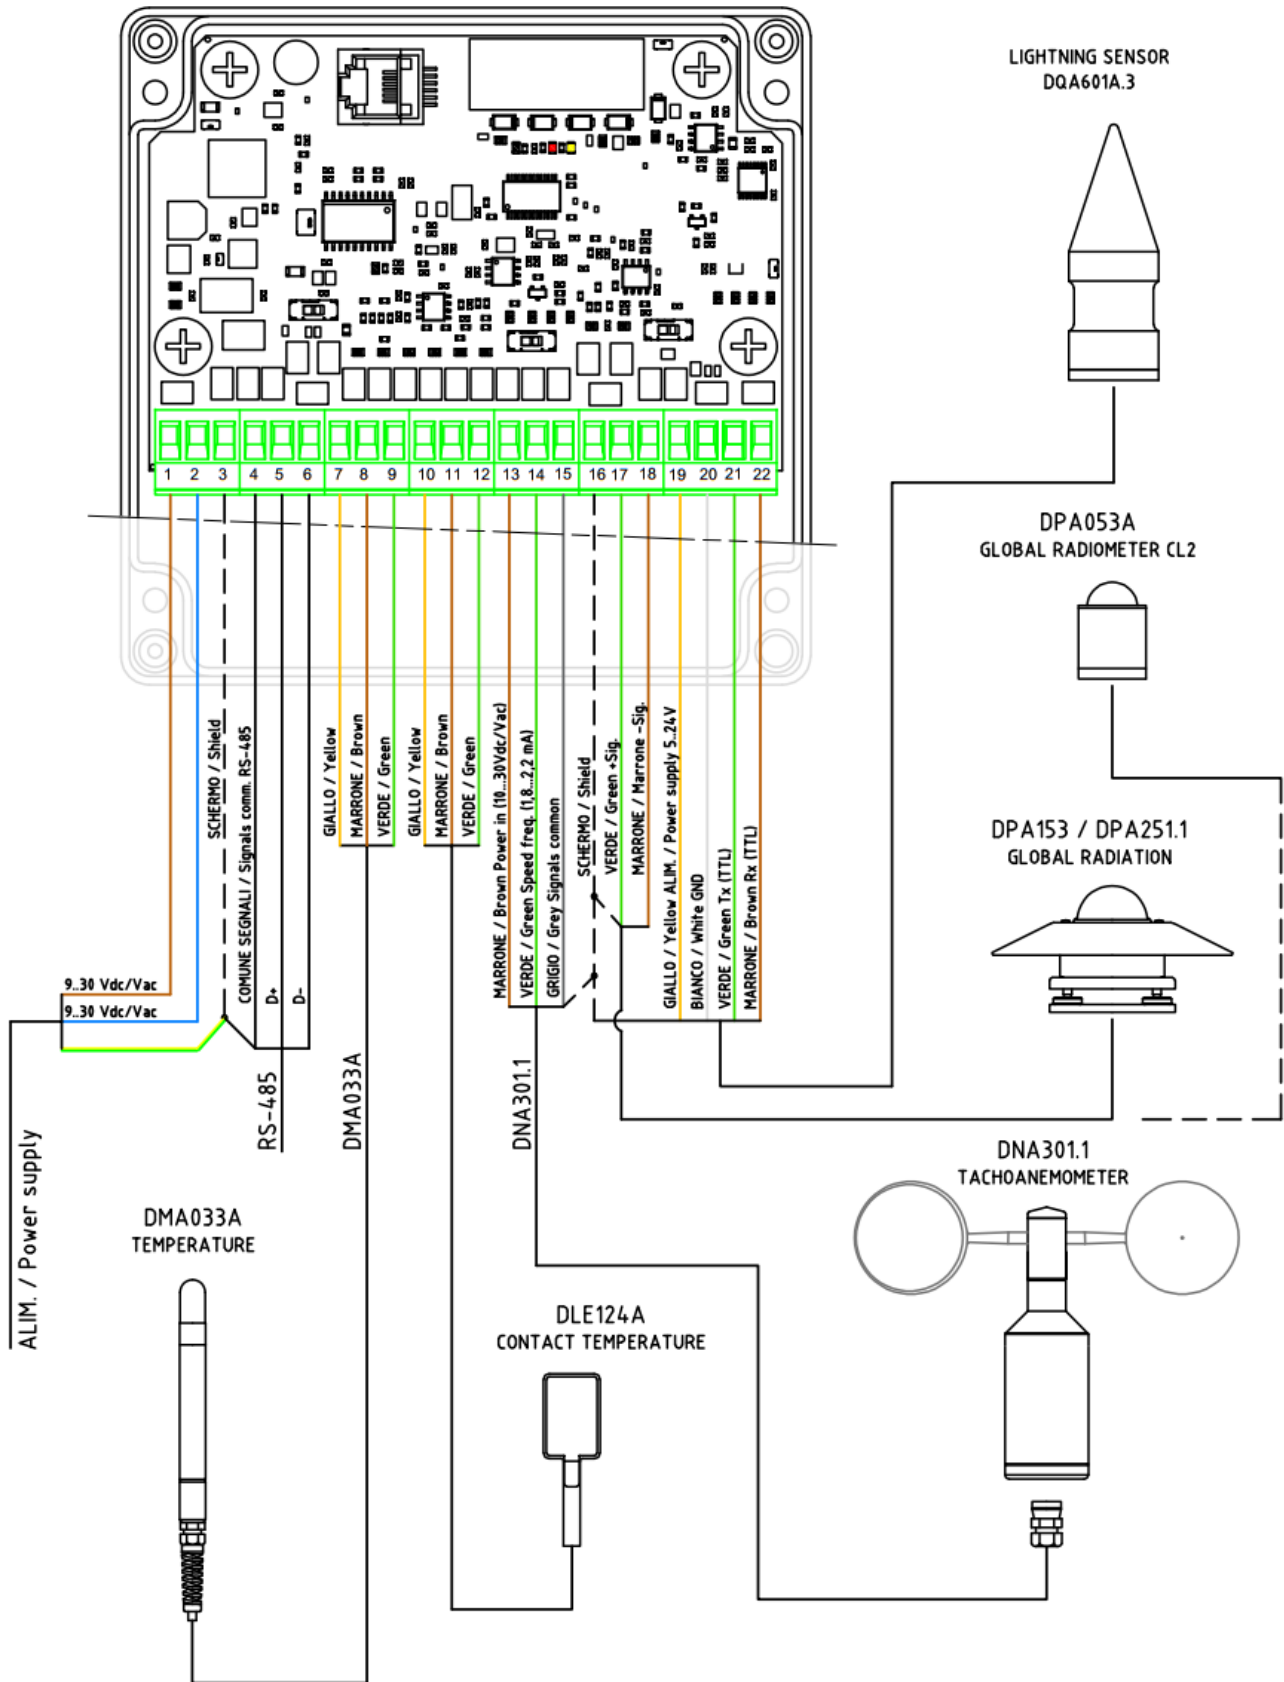 LIGHTNING SENSOR
DQA601A.3
1 2 3 4 5 6 7 8 9 10 11 12 13 14 15 16 17 18 19 20 21 22
DPA053A
GLOBAL RADIOMETER CL2
DPA153 / DPA251.1
GLOBAL RADIATION
9..30 Vdc/Vac
9..30 Vdc/Vac
SCHERMO / Shield
COMUNE SEGNALI / Signals comm. RS-485
D+
D-
GIALLO / Yellow
MARRONE / Brown
VERDE / Green
GIALLO / Yellow
MARRONE / Brown
VERDE / Green
MARRONE / Brown Power in (10...30Vdc/Vac)
VERDE / Green Speed freq. (1,8...2,2 mA)
GRIGIO / Grey Signals common
SCHERMO / Shield
VERDE / Green +Sig.
MARRONE / Marrone -Sig.
GIALLO / Yellow ALIM. / Power supply 5..24V
BIANCO / White GND
VERDE / Green Tx (TTL)
MARRONE / Brown Rx (TTL)
ALIM. / Power supply
RS-485
DMA033A
DNA301.1
DNA301.1
TACHOANEMOMETER
DMA033A
TEMPERATURE
DLE124A
CONTACT TEMPERATURE